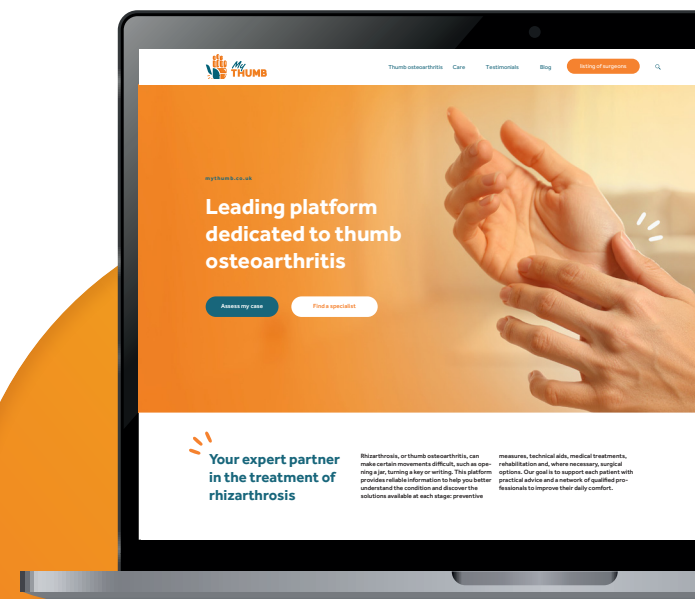 My
THUMB
Thumb osteoarthritis Care Testimonials Blog listing of surgeons
mythumb.co.uk
Leading platform
dedicated to thumb
osteoarthritis
Assess my case Find a specialist
Your expert partner
in the treatment of
rhizarthrosis
Rhizarthrosis, or thumb osteoarthritis, can
make certain movements difficult, such as ope-
ning a jar, turning a key or writing. This platform
provides reliable information to help you better
understand the condition and discover the
solutions available at each stage: preventive
measures, technical aids, medical treatments,
rehabilitation and, where necessary, surgical
options. Our goal is to support each patient with
practical advice and a network of qualified pro-
fessionals to improve their daily comfort.